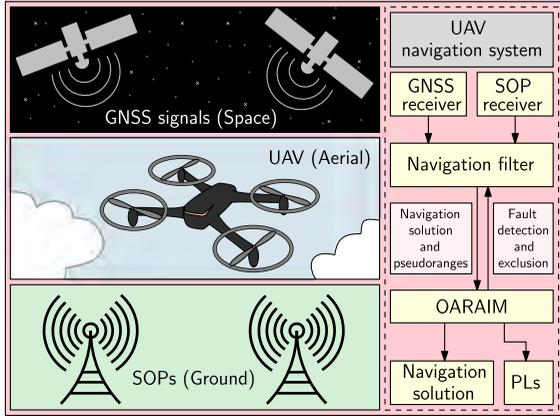 GNSS signals (Space)
UAV (Aerial)
SOPs (Ground)
UAV
navigation system
GNSS
receiver
SOP
receiver
Navigation filter
Navigation
solution
and
pseudoranges
Fault
detection
and
exclusion
OARAIM
Navigation
solution
PLs